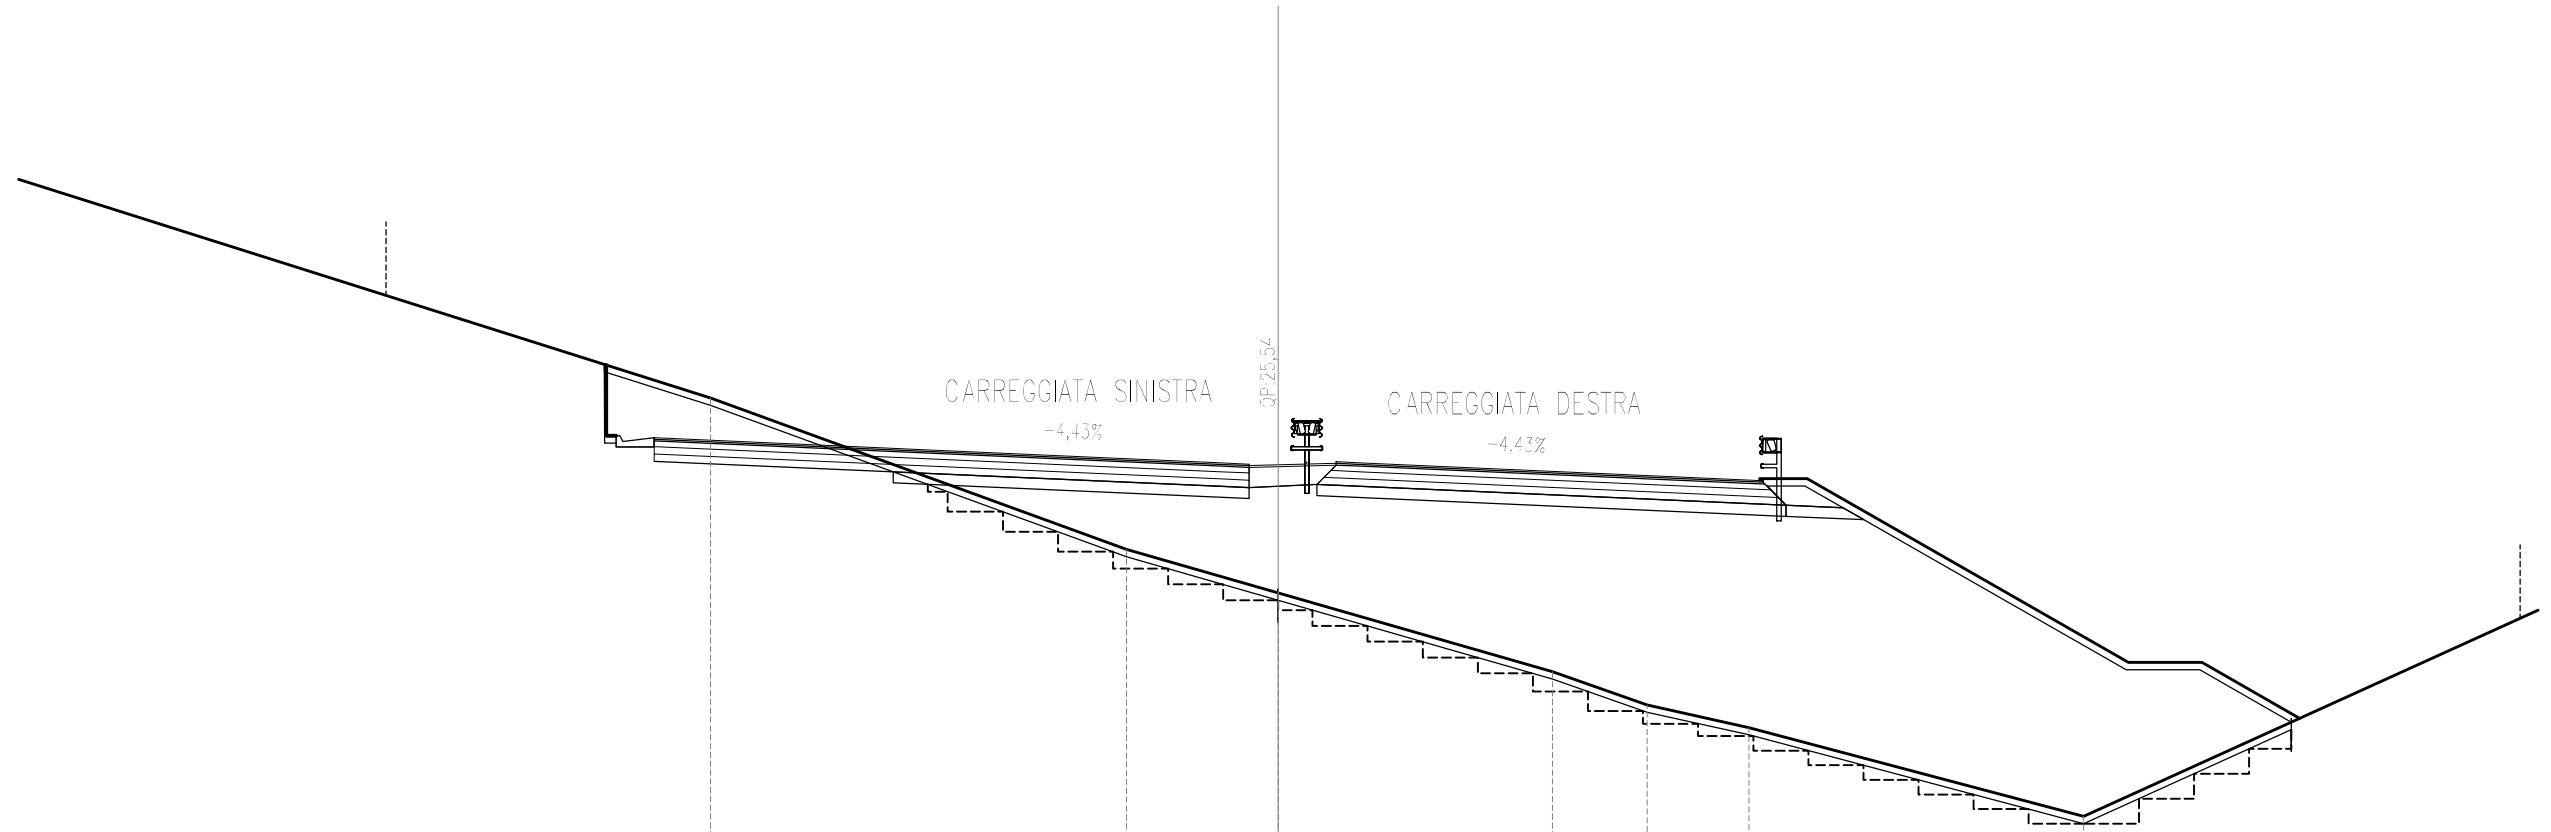 CARREGGIATA SINISTRA
-4,43%
QP:25,54
CARREGGIATA DESTRA
-4,43%